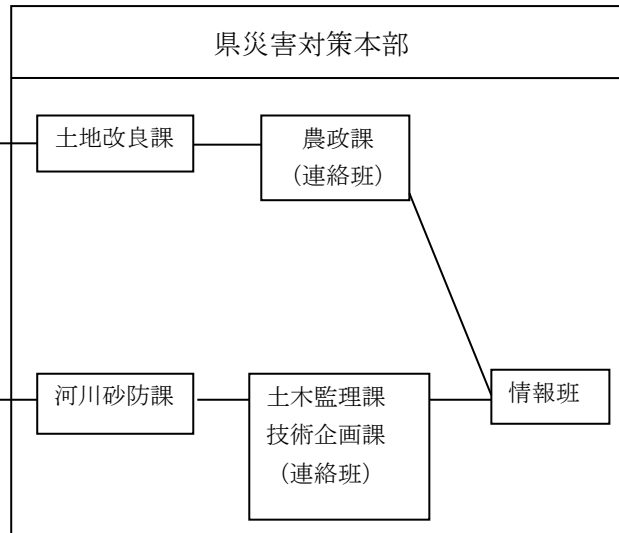 県災害対策本部
土地改良課
農政課
(連絡班)
河川砂防課
土木監理課
技術企画課
(連絡班)
情報班